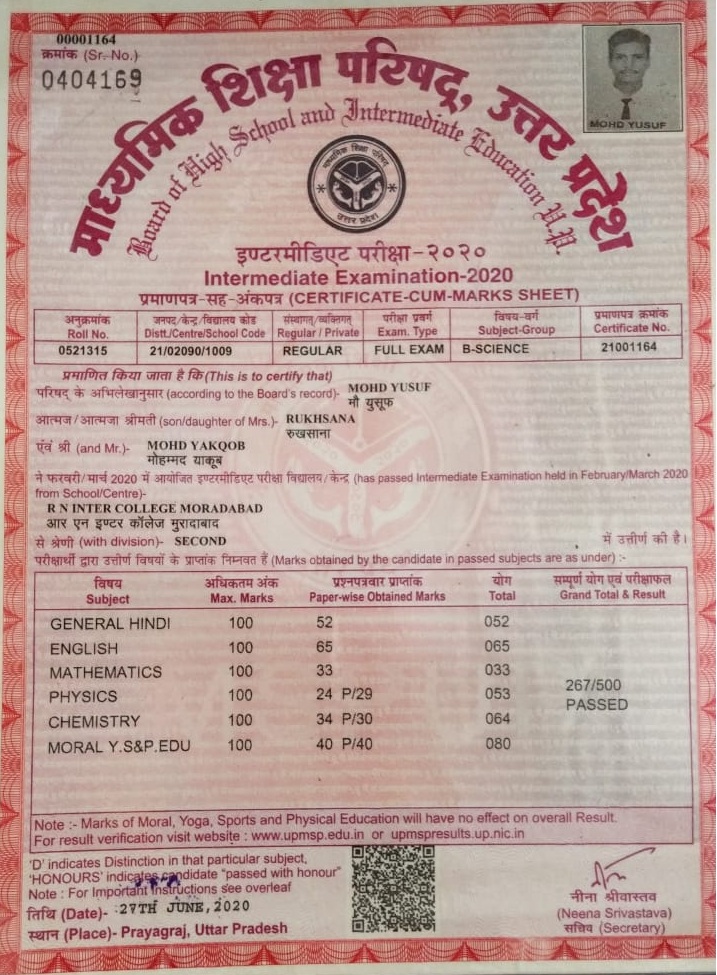 00001164
क्रमांक (Sr. No.)
0404169
MOHD YUSUF
माध्यमिक शिक्षा परिषद्, उत्तर प्रदेश
Board of High School and Intermediate Education U.P.
माध्यमिक शिक्षा परिषद
उत्तर प्रदेश
इण्टरमीडिएट परीक्षा-२०२०
Intermediate Examination-2020
प्रमाणपत्र-सह-अंकपत्र (CERTIFICATE-CUM-MARKS SHEET)
अनुक्रमांक जनपद/केन्द्र/विद्यालय कोड संस्थागत/व्यक्तिगत परीक्षा प्रवर्ग विषय-वर्ग प्रमाणपत्र क्रमांक
Roll No. Distt./Centre/School Code Regular / Private Exam. Type Subject-Group Certificate No.
0521315 21/02090/1009 REGULAR FULL EXAM B-SCIENCE 21001164
प्रमाणित किया जाता है कि (This is to certify that)
परिषद् के अभिलेखानुसार (according to the Board's record)- MOHD YUSUF
मौ युसूफ
आत्मज/आत्मजा श्रीमती (son/daughter of Mrs.)- RUKHSANA
रुखसाना
एंवं श्री (and Mr.)- MOHD YAKQOB
मोहम्मद याकूब
ने फरवरी/मार्च 2020 में आयोजित इण्टरमीडिएट परीक्षा विद्यालय/केन्द्र (has passed Intermediate Examination held in February/March 2020
from School/Centre)-
R N INTER COLLEGE MORADABAD
आर एन इण्टर कॉलेज मुरादाबाद
से श्रेणी (with division)- SECOND में उत्तीर्ण की है।
परीक्षार्थी द्वारा उत्तीर्ण विषयों के प्राप्तांक निम्नवत हैं (Marks obtained by the candidate in passed subjects are as under) :-
विषय अधिकतम अंक प्रश्नपत्रवार प्राप्तांक योग सम्पूर्ण योग एवं परीक्षाफल
Subject Max. Marks Paper-wise Obtained Marks Total Grand Total & Result
GENERAL HINDI 100 52 052
ENGLISH 100 65 065
MATHEMATICS 100 33 033
PHYSICS 100 24 P/29 053
267/500
PASSED
CHEMISTRY 100 34 P/30 064
MORAL Y.S&P.EDU 100 40 P/40 080
Note :- Marks of Moral, Yoga, Sports and Physical Education will have no effect on overall Result.
For result verification visit website : www.upmsp.edu.in or upmspresults.up.nic.in
'D' indicates Distinction in that particular subject,
'HONOURS' indicates candidate "passed with honour"
Note : For Important Instructions see overleaf
तिथि (Date)- 27TH JUNE, 2020
स्थान (Place)- Prayagraj, Uttar Pradesh
नीना श्रीवास्तव
(Neena Srivastava)
सचिव (Secretary)